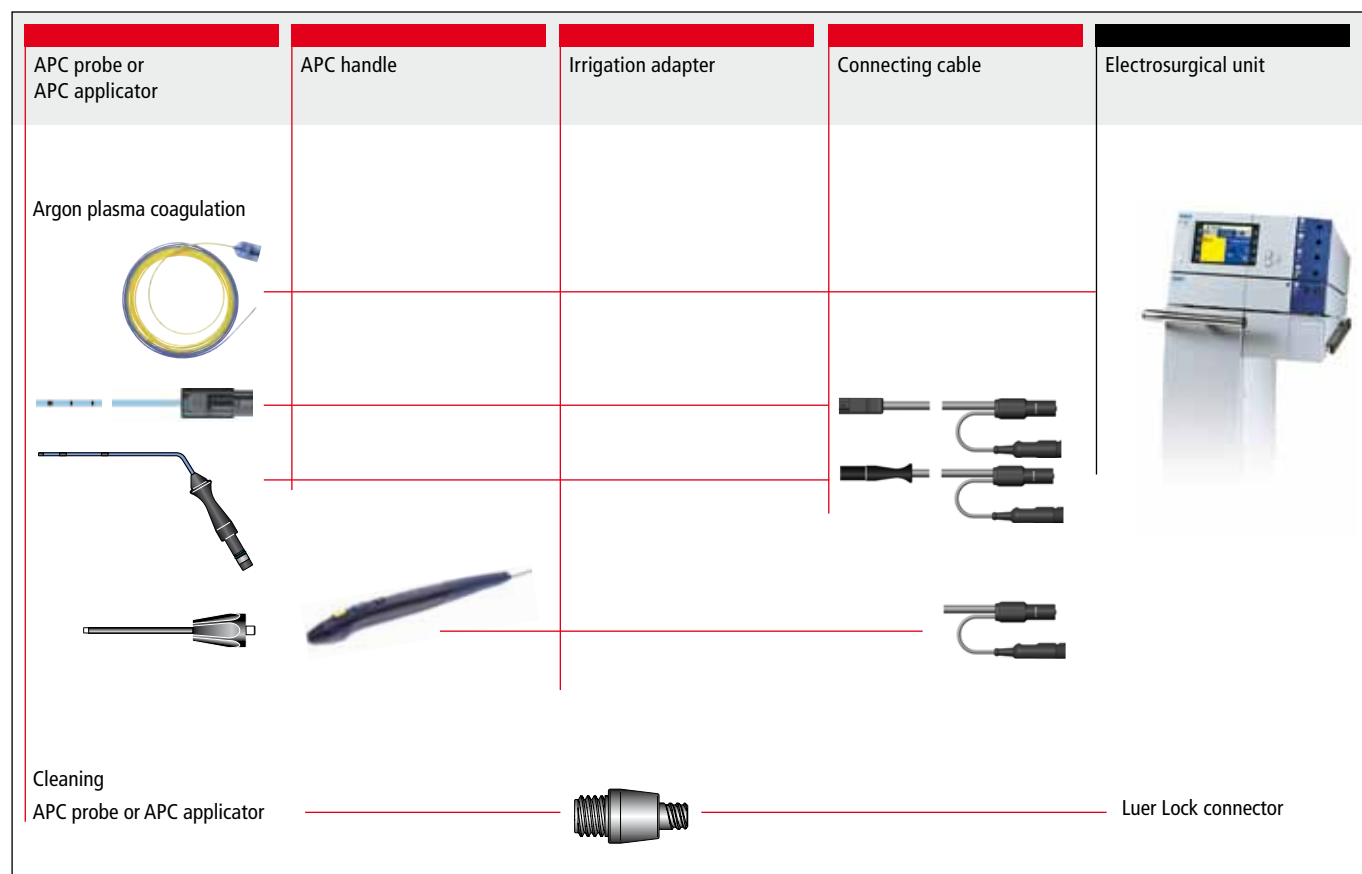 APC probe or
APC applicator
APC handle
Irrigation adapter
Connecting cable
Electrosurgical unit
Argon plasma coagulation
Cleaning
APC probe or APC applicator
Luer Lock connector